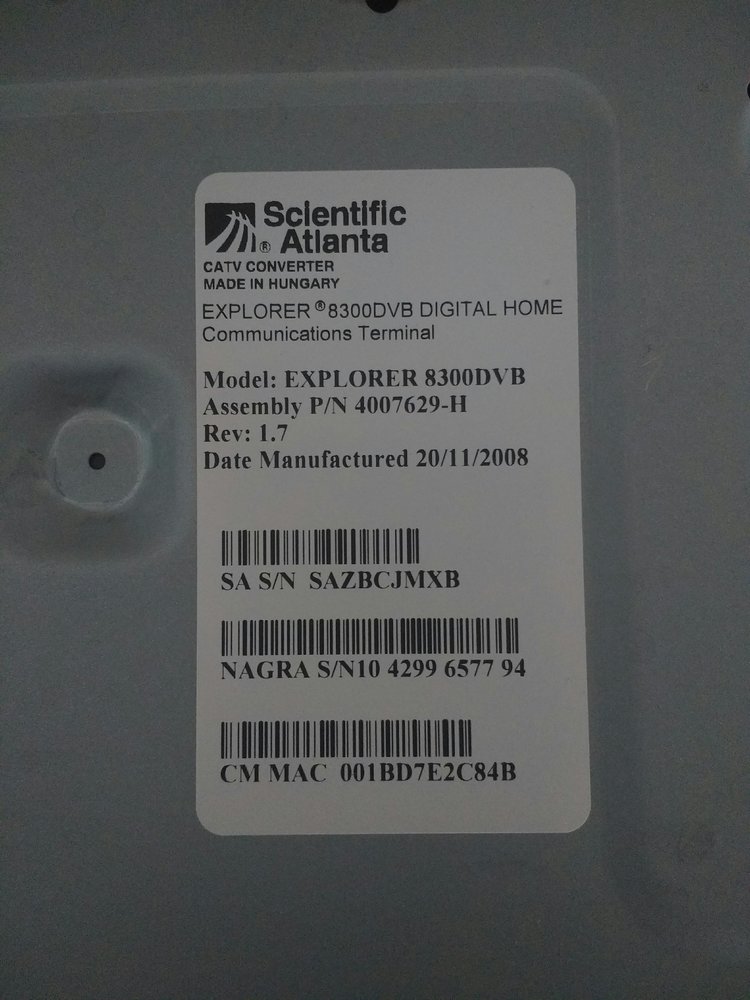 Scientific
® Atlanta
CATV CONVERTER
MADE IN HUNGARY
EXPLORER ® 8300DVB DIGITAL HOME
Communications Terminal
Model: EXPLORER 8300DVB
Assembly P/N 4007629-H
Rev: 1.7
Date Manufactured 20/11/2008
SA S/N SAZBCJMXB
NAGRA S/N10 4299 6577 94
CM MAC 001BD7E2C84B